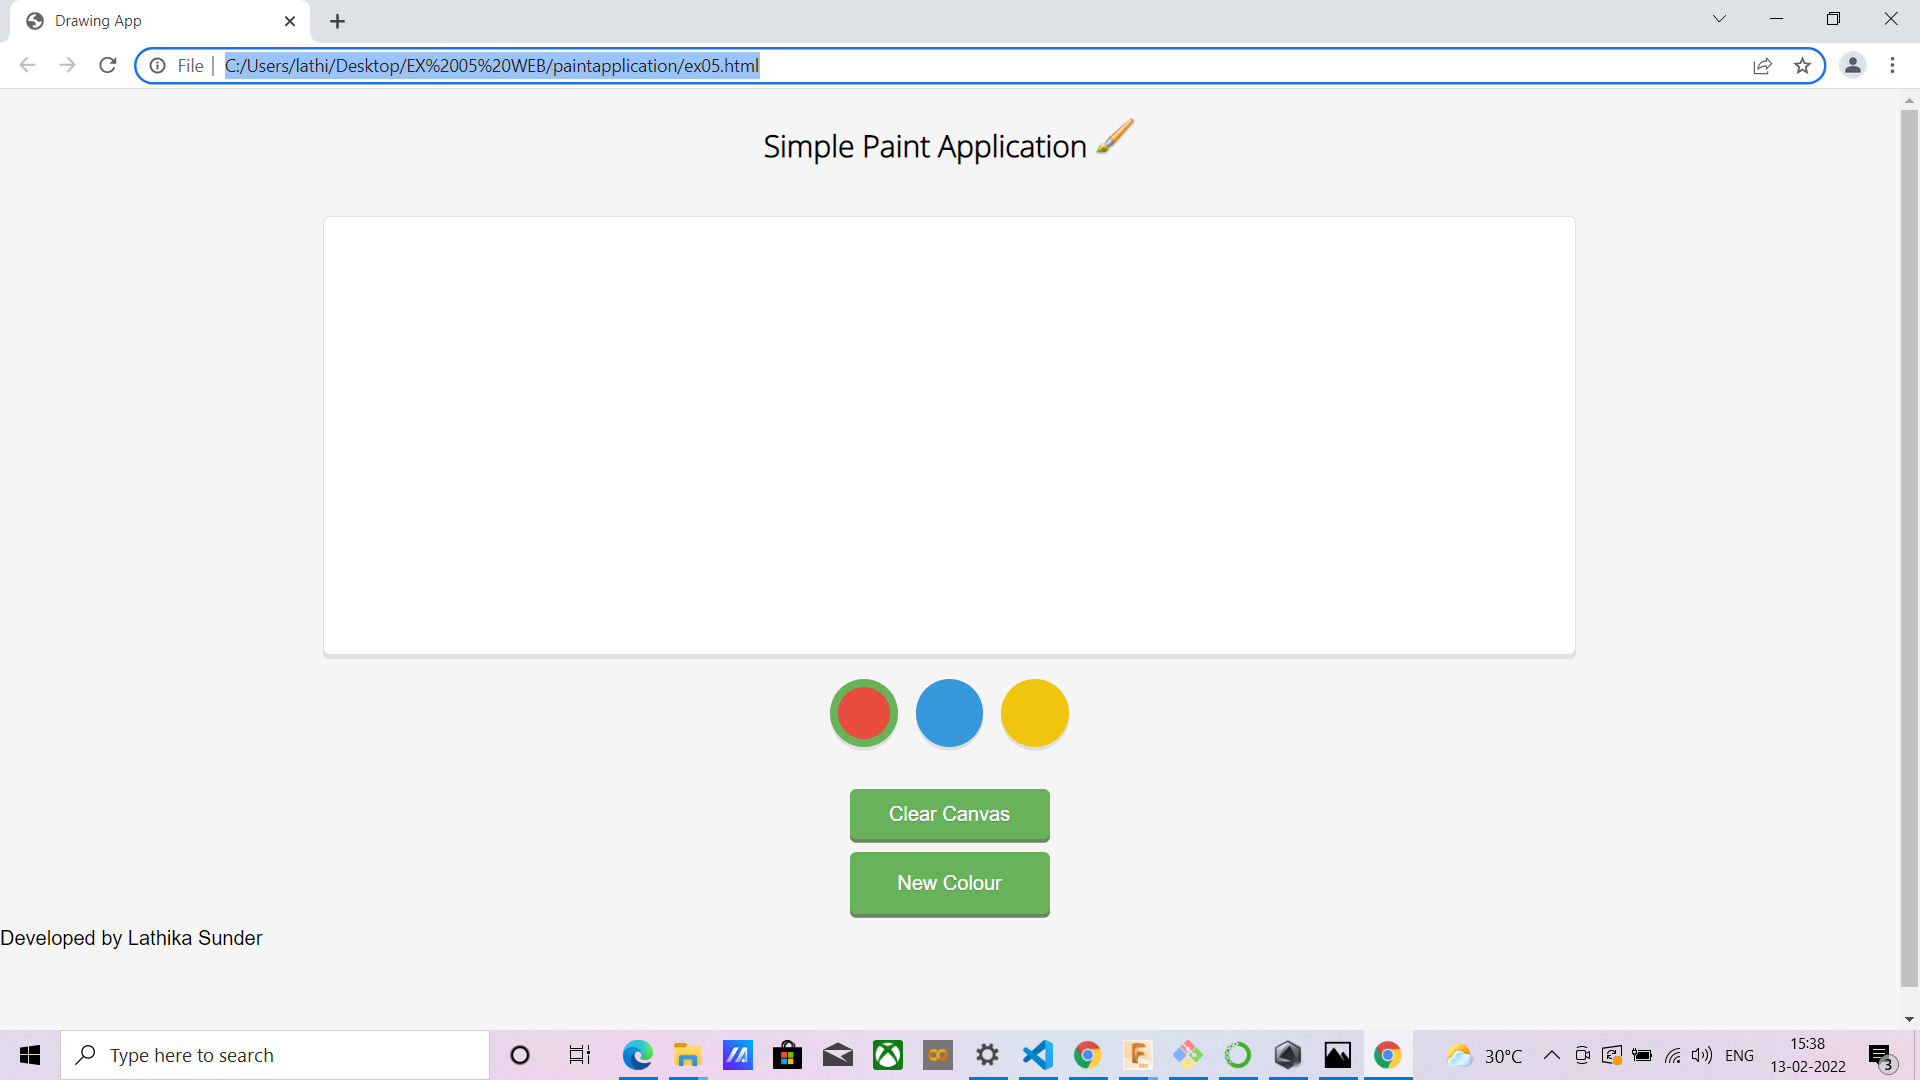 Drawing App
File | C:/Users/lathi/Desktop/EX%2005%20WEB/paintapplication/ex05.html
Simple Paint Application
Clear Canvas
New Colour
Developed by Lathika Sunder
Type here to search
30°C
ENG
15:38
13-02-2022
3